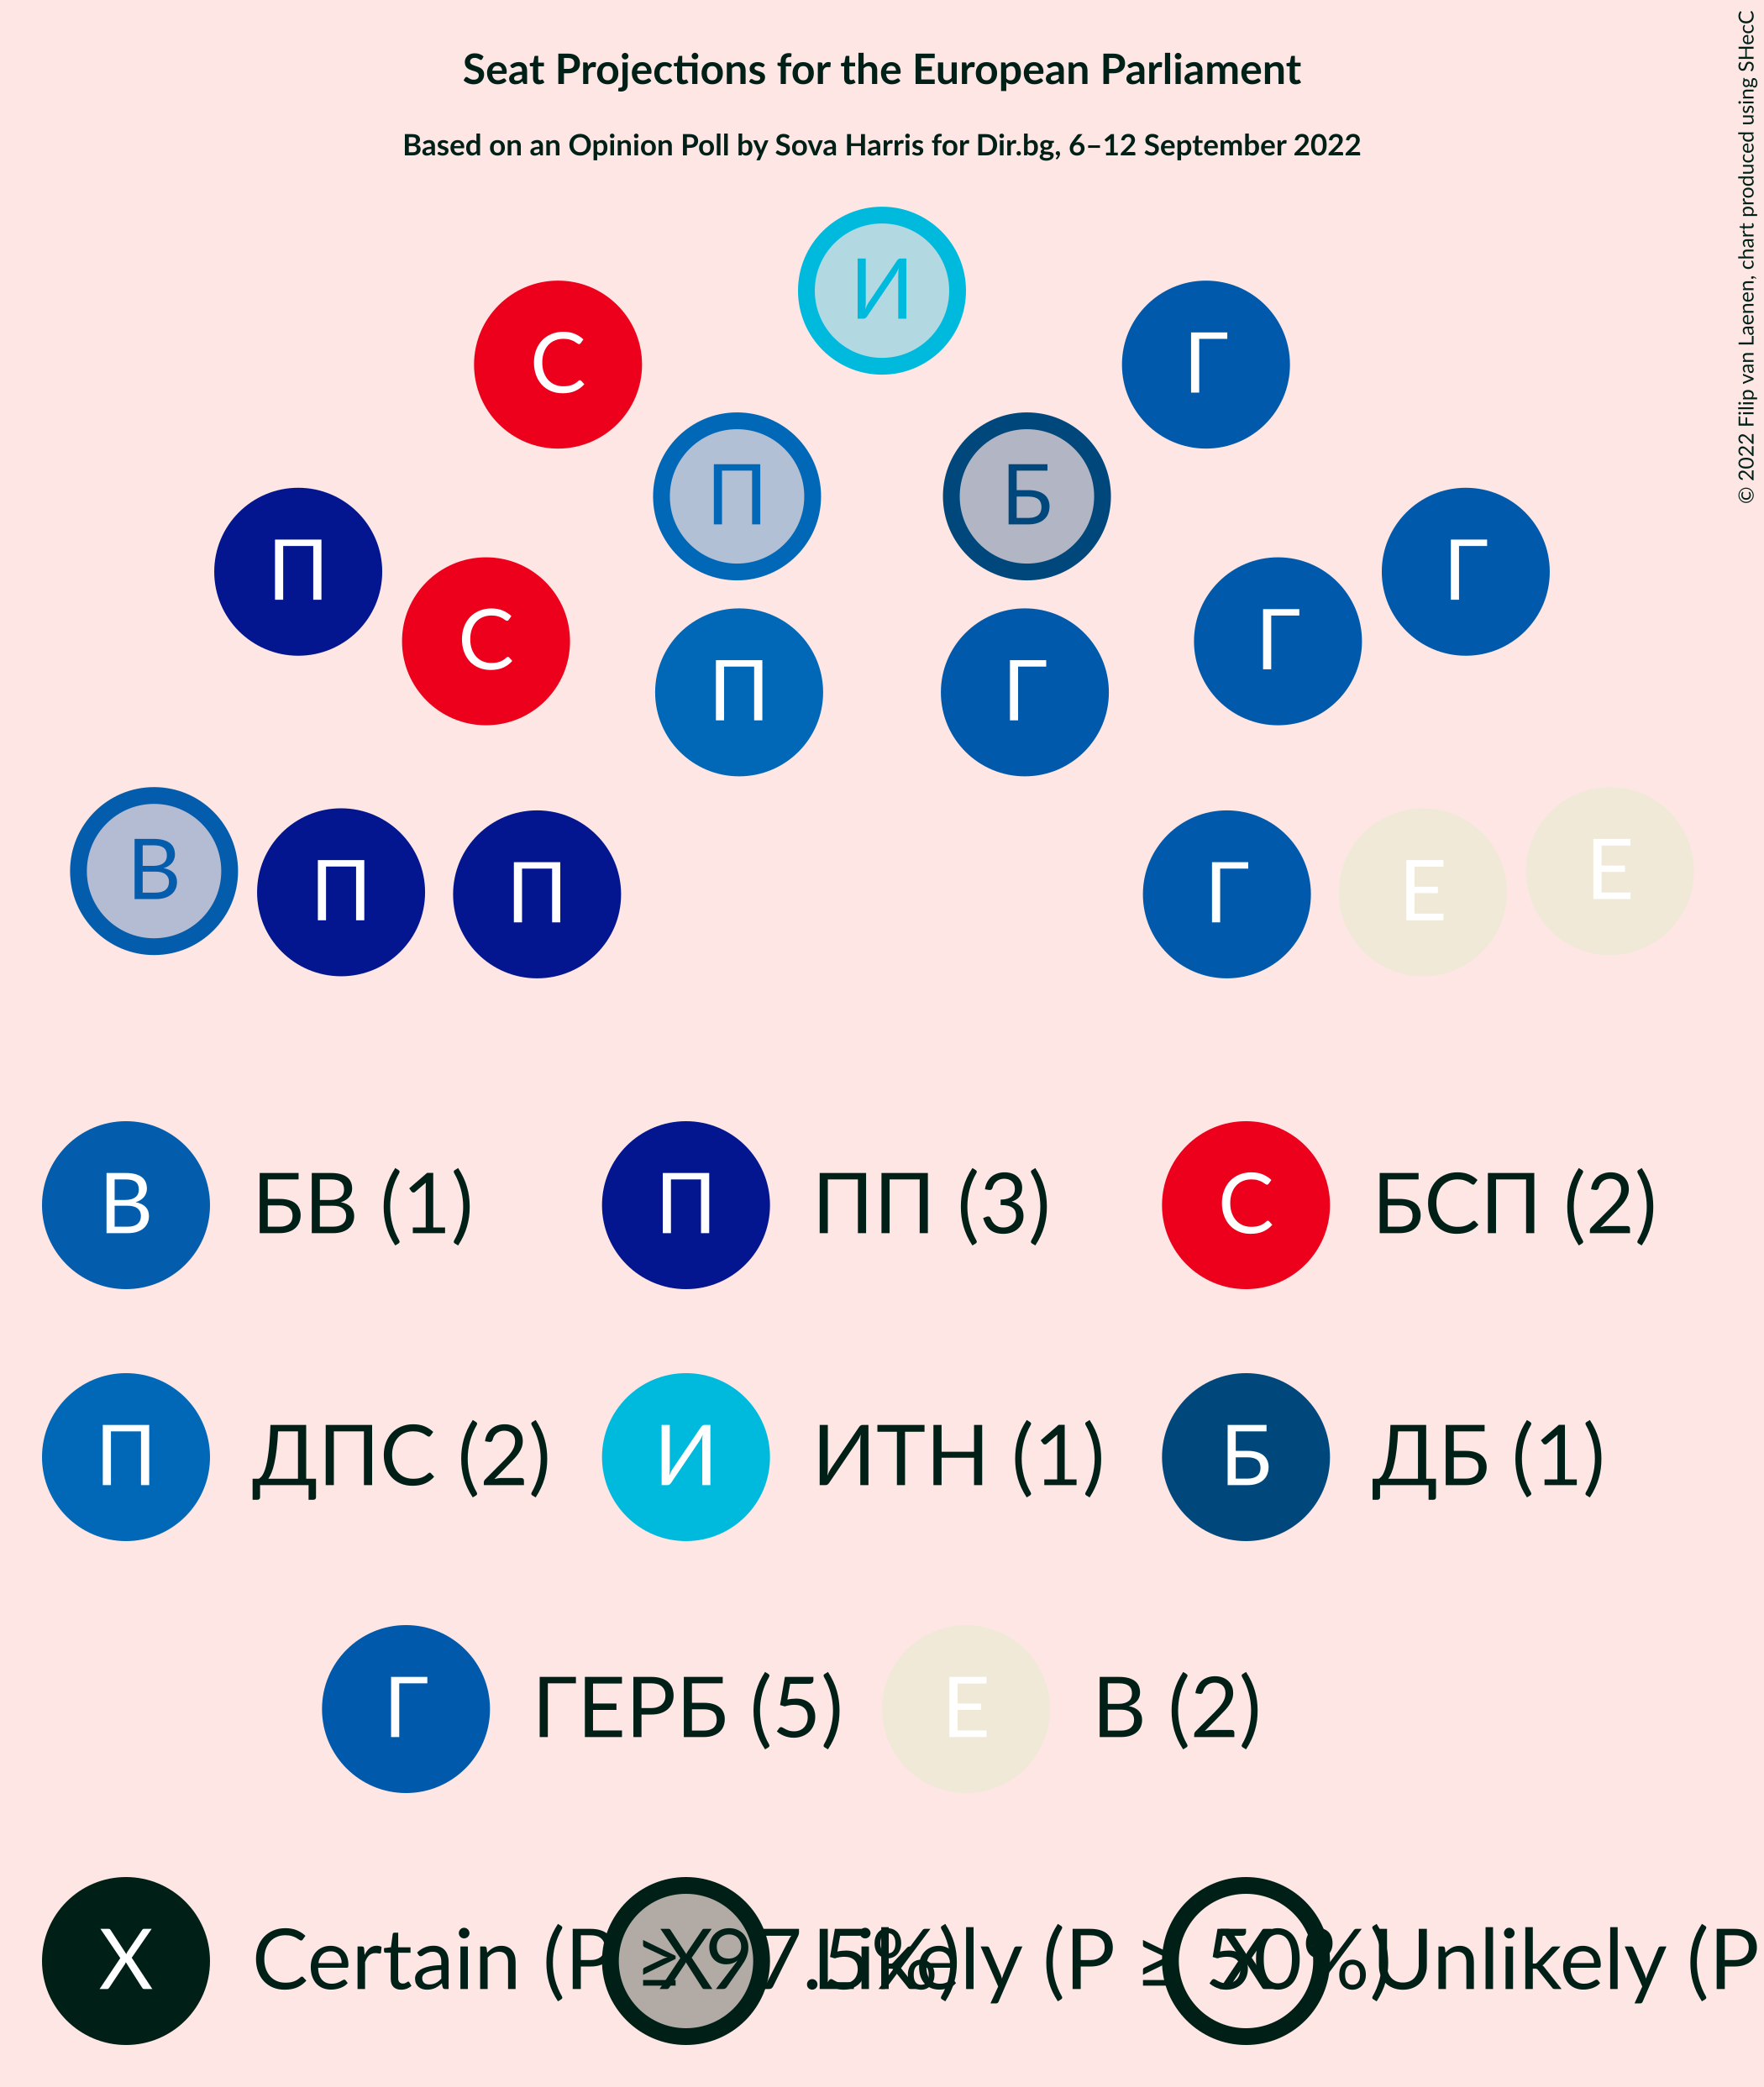 Seat Projections for the European Parliament
Based on an Opinion Poll by Sova Harris for Dir.bg, 6–12 September 2022
© 2022 Filip van Laenen, chart produced using SHecC
И
С Г
П Б
П Г
С Г
П Г
В Е
П Е
П Г
В БВ (1) П ПП (3) С БСП (2)
П ДПС (2) И ИТН (1) Б ДБ (1)
Г ГЕРБ (5) Е В (2)
X Certain (P ≥ 97.5%) X Likely (P ≥ 50%) X Unlikely (P